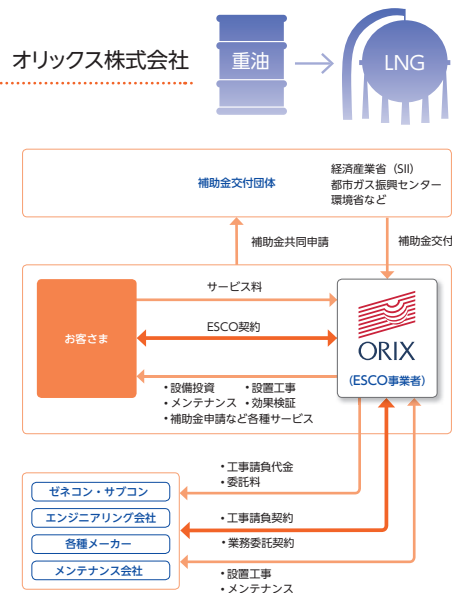 オリックス株式会社
重油
LNG
補助金交付団体
経済産業省（SII）
都市ガス振興センター
環境省など
補助金共同申請
補助金交付
サービス料
お客さま
ESCO契約
ORIX
(ESCO事業者)
・設備投資 ・設置工事
・メンテナンス ・効果検証
・補助金申請など各種サービス
・工事請負代金
・委託料
ゼネコン・サブコン
エンジニアリング会社
・工事請負契約
各種メーカー
・業務委託契約
メンテナンス会社
・設置工事
・メンテナンス